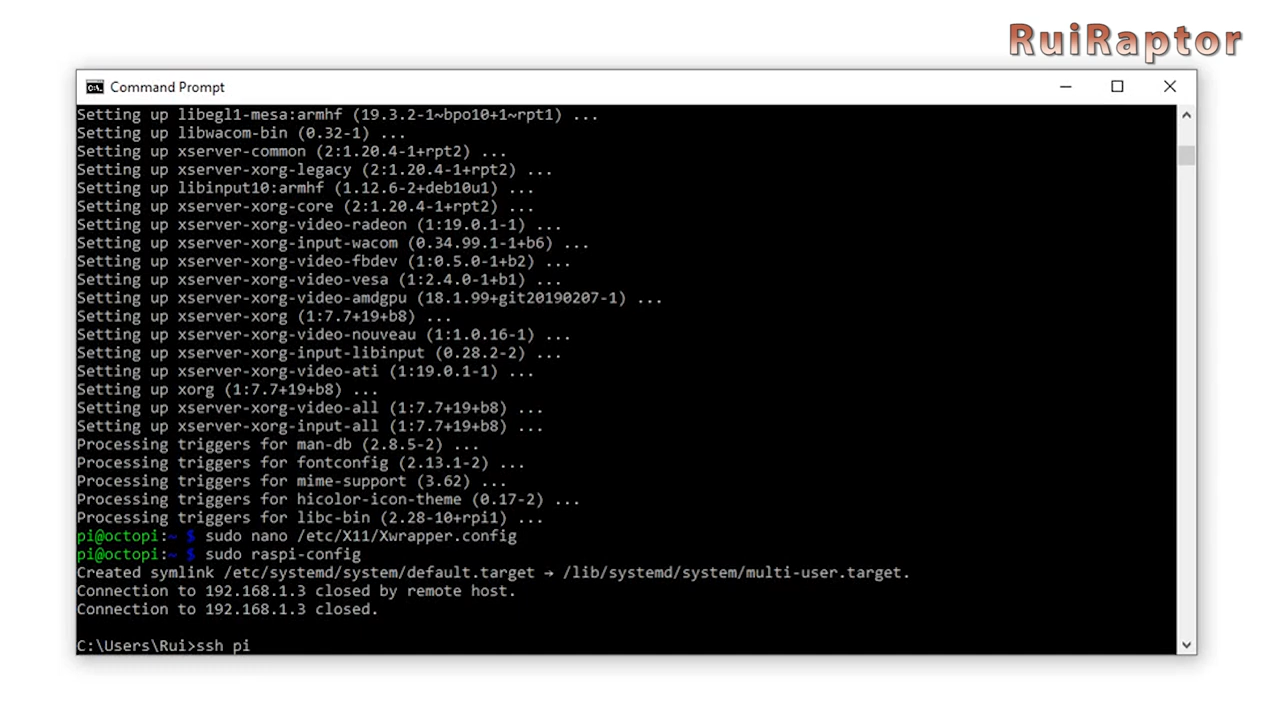 RuiRaptor
Command Prompt
Setting up libegl1-mesa:armhf (19.3.2-1~bpo10+1~rpt1) ...
Setting up libwacom-bin (0.32-1) ...
Setting up xserver-common (2:1.20.4-1+rpt2) ...
Setting up xserver-xorg-legacy (2:1.20.4-1+rpt2) ...
Setting up libinput10:armhf (1.12.6-2+deb10u1) ...
Setting up xserver-xorg-core (2:1.20.4-1+rpt2) ...
Setting up xserver-xorg-video-radeon (1:19.0.1-1) ...
Setting up xserver-xorg-input-wacom (0.34.99.1-1+b6) ...
Setting up xserver-xorg-video-fbdev (1:0.5.0-1+b2) ...
Setting up xserver-xorg-video-vesa (1:2.4.0-1+b1) ...
Setting up xserver-xorg-video-amdgpu (18.1.99+git20190207-1) ...
Setting up xserver-xorg (1:7.7+19+b8) ...
Setting up xserver-xorg-video-nouveau (1:1.0.16-1) ...
Setting up xserver-xorg-input-libinput (0.28.2-2) ...
Setting up xserver-xorg-video-ati (1:19.0.1-1) ...
Setting up xorg (1:7.7+19+b8) ...
Setting up xserver-xorg-video-all (1:7.7+19+b8) ...
Setting up xserver-xorg-input-all (1:7.7+19+b8) ...
Processing triggers for man-db (2.8.5-2) ...
Processing triggers for fontconfig (2.13.1-2) ...
Processing triggers for mime-support (3.62) ...
Processing triggers for hicolor-icon-theme (0.17-2) ...
Processing triggers for libc-bin (2.28-10+rpi1) ...
pi@octopi:~ $ sudo nano /etc/X11/Xwrapper.config
pi@octopi:~ $ sudo raspi-config
Created symlink /etc/systemd/system/default.target → /lib/systemd/system/multi-user.target.
Connection to 192.168.1.3 closed by remote host.
Connection to 192.168.1.3 closed.
C:\Users\Rui>ssh pi